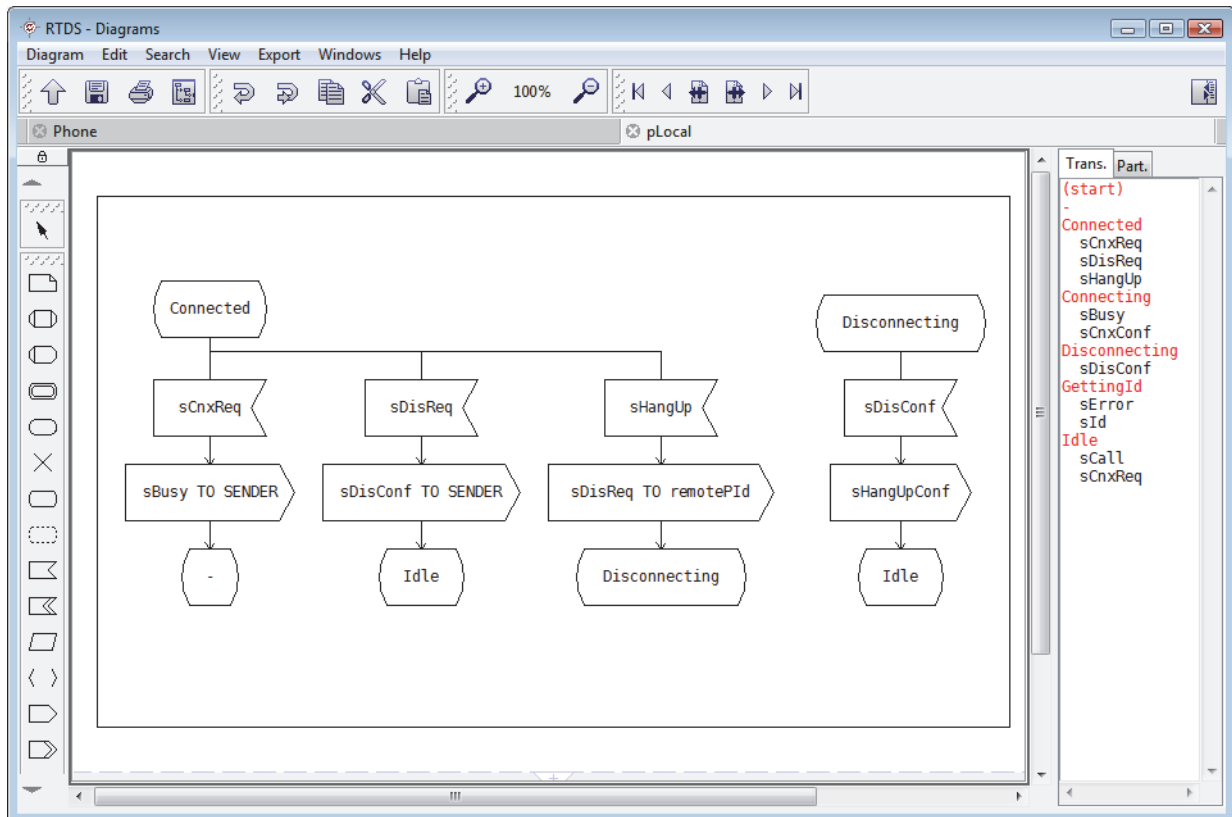 RTDS - Diagrams
Diagram Edit Search View Export Windows Help
100%
Phone
pLocal
Trans. Part.
Connected
Disconnecting
sCnxReq
sDisReq
sHangUp
sDisConf
sBusy TO SENDER
sDisConf TO SENDER
sDisReq TO remotePId
sHangUpConf
-
Idle
Disconnecting
Idle
(start)
-
Connected
sCnxReq
sDisReq
sHangUp
Connecting
sBusy
sCnxConf
Disconnecting
sDisConf
GettingId
sError
sId
Idle
sCall
sCnxReq